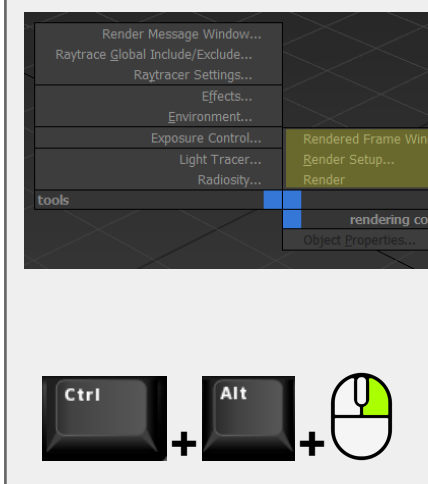 Render Message Window...
Raytrace Global Include/Exclude...
Raytracer Settings...
Effects...
Environment...
Exposure Control...
Light Tracer...
Radiosity...
tools
Rendered Frame Win
Render Setup...
Render
rendering co
Object Properties...
Ctrl + Alt +